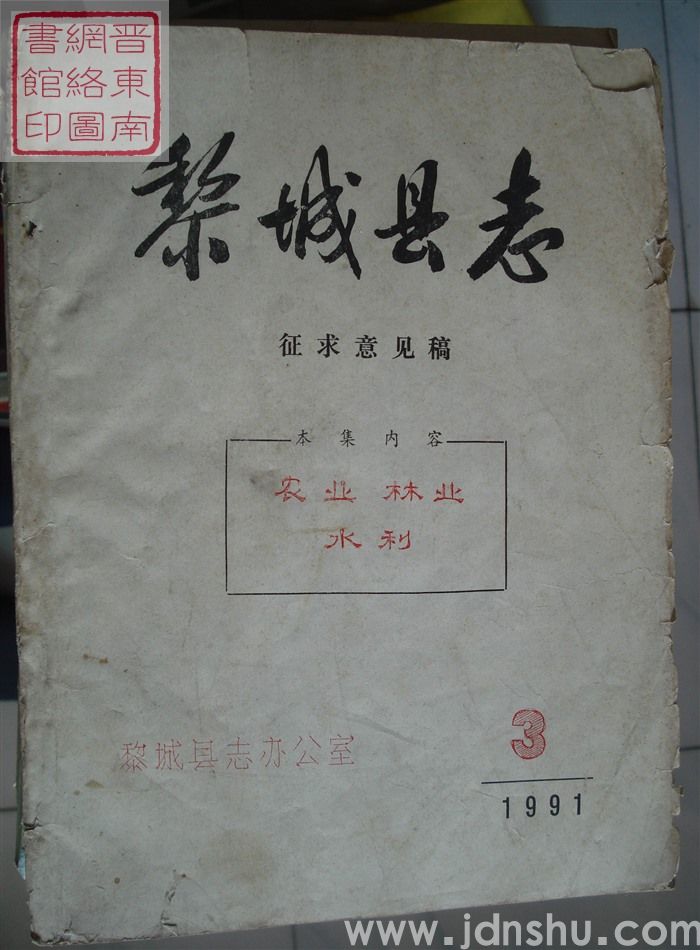 晋東南
網絡圖
書館印
黎城县志
征求意见稿
本集内容
农业 林业
水利
黎城县志办公室
3
1991
www.jdnshu.com